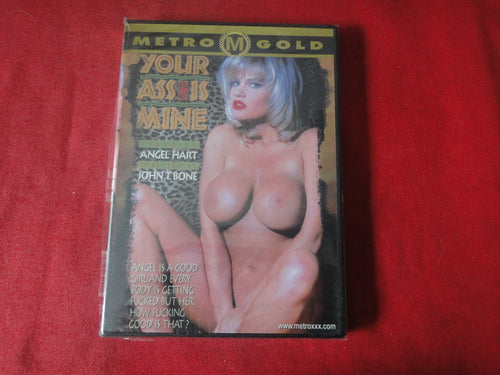 METRO M GOLD
YOUR
ASS IS
MINE
ANGEL HART
JOHN T. BONE
ANGEL IS A GOOD
GIRL AND EVERY
BODY IS GETTING
FUCKED BUT HER.
HOW FUCKING
GOOD IS THAT?
www.metroxxx.com